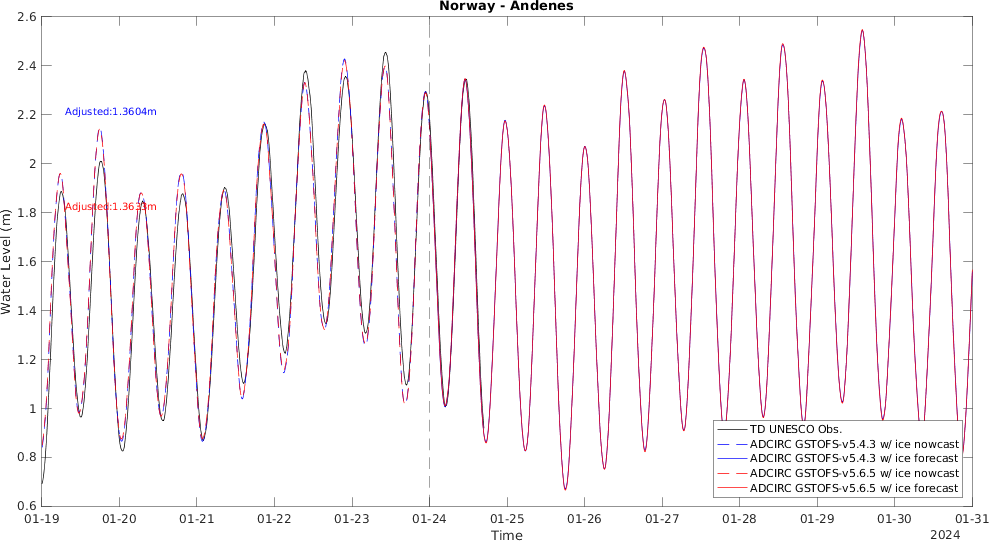 Norway - Andenes
2.6
2.4
2.2
2
1.8
1.6
1.4
1.2
1
0.8
0.6
Water Level (m)
Adjusted:1.3604m
Adjusted:1.3633m
TD UNESCO Obs.
ADCIRC GSTOFS-v5.4.3 w/ ice nowcast
ADCIRC GSTOFS-v5.4.3 w/ ice forecast
ADCIRC GSTOFS-v5.6.5 w/ ice nowcast
ADCIRC GSTOFS-v5.6.5 w/ ice forecast
01-19 01-20 01-21 01-22 01-23 01-24 01-25 01-26 01-27 01-28 01-29 01-30 01-31
Time
2024